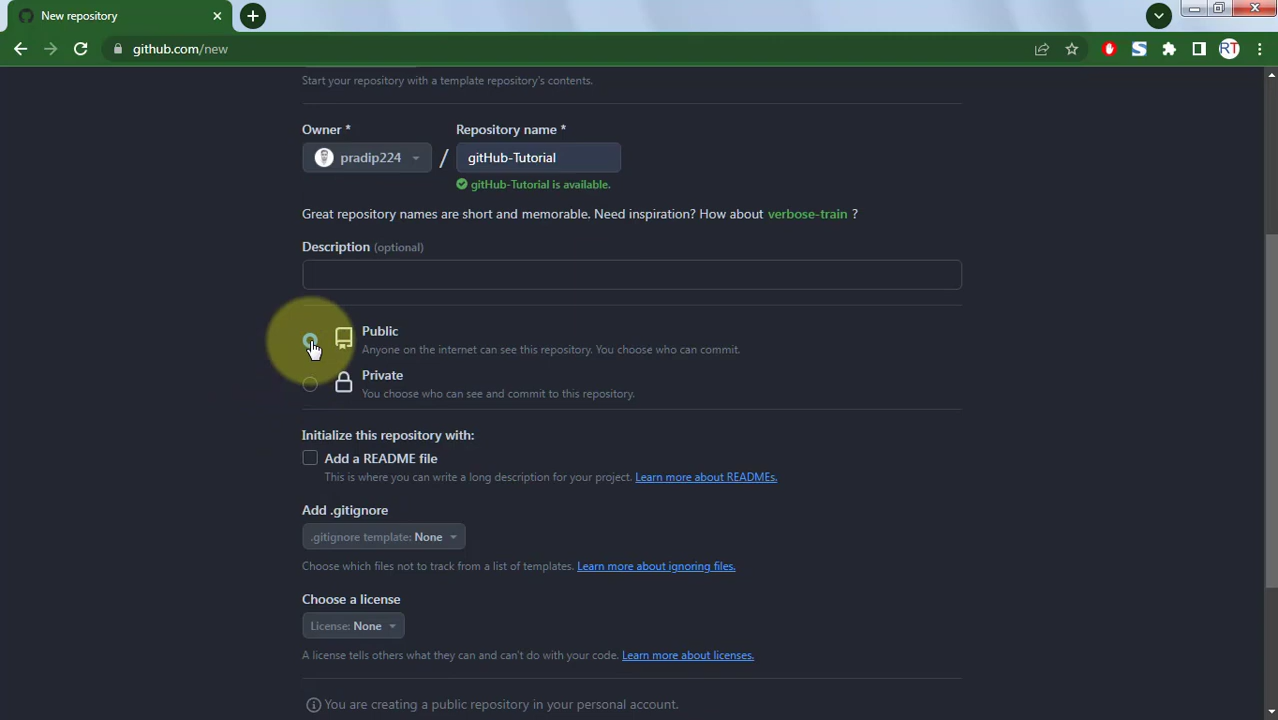 New repository
github.com/new
RT
Start your repository with a template repository's contents.
Owner * Repository name *
pradip224 / gitHub-Tutorial
gitHub-Tutorial is available.
Great repository names are short and memorable. Need inspiration? How about verbose-train ?
Description (optional)
Public
Anyone on the internet can see this repository. You choose who can commit.
Private
You choose who can see and commit to this repository.
Initialize this repository with:
Add a README file
This is where you can write a long description for your project. Learn more about READMEs.
Add .gitignore
.gitignore template: None
Choose which files not to track from a list of templates. Learn more about ignoring files.
Choose a license
License: None
A license tells others what they can and can't do with your code. Learn more about licenses.
You are creating a public repository in your personal account.